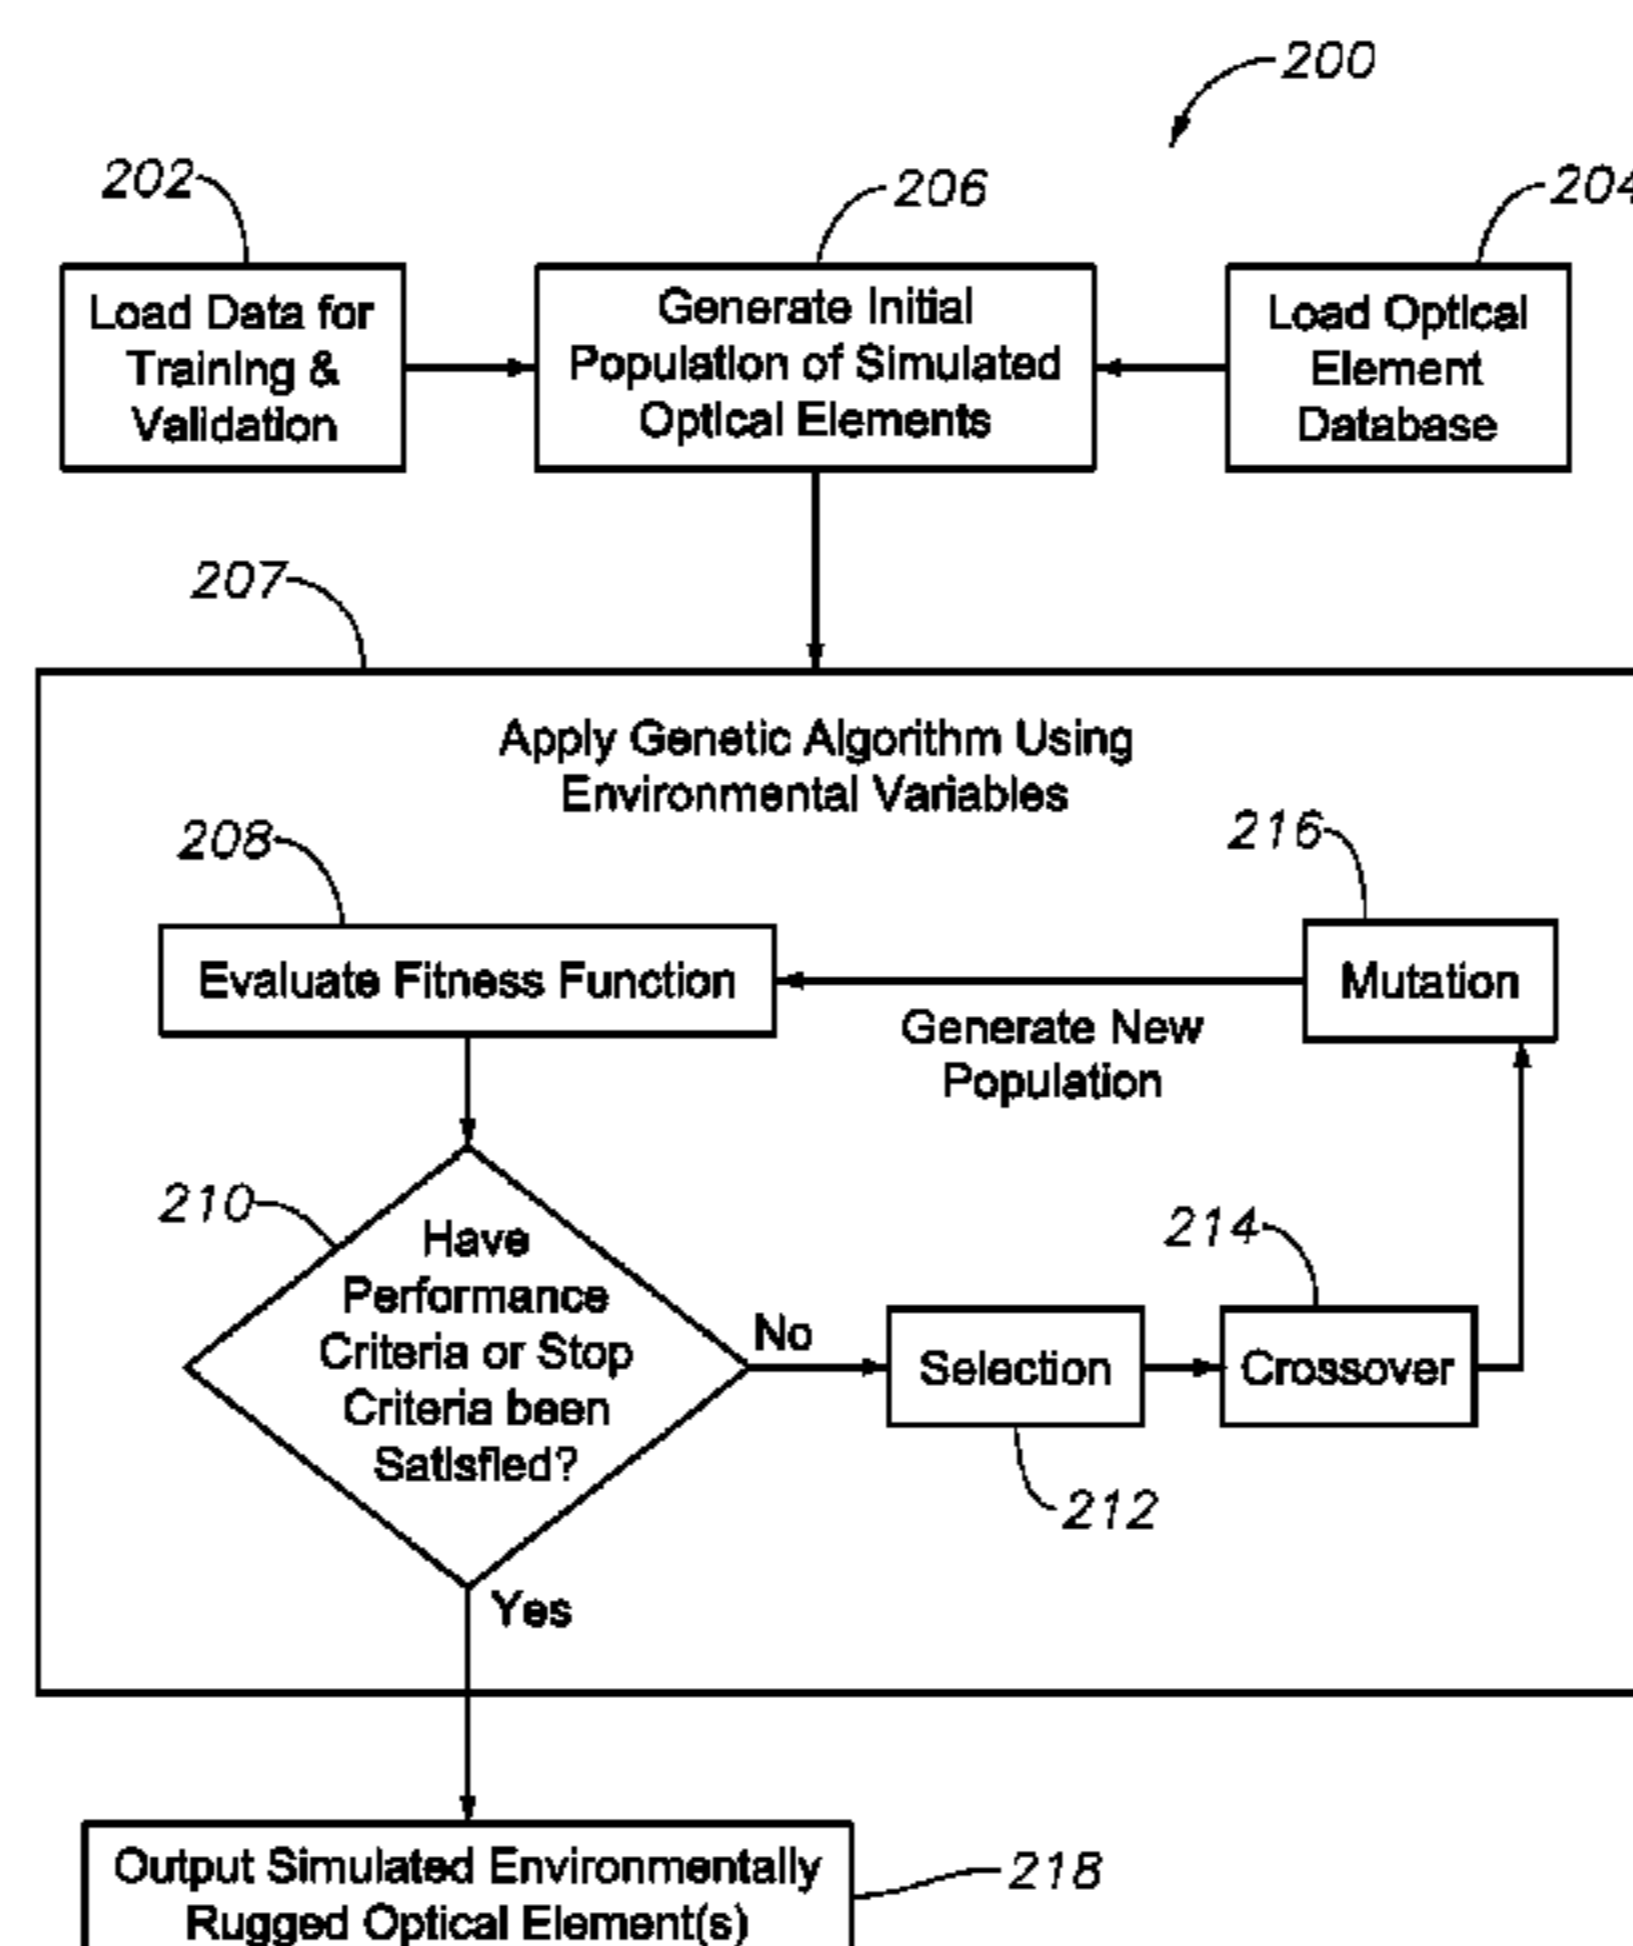 200
202
206
204
Load Data for
Training &
Validation
Generate Initial
Population of Simulated
Optical Elements
Load Optical
Element
Database
207
Apply Genetic Algorithm Using
Environmental Variables
208
216
Evaluate Fitness Function
Mutation
Generate New
Population
210
Have
Performance
Criteria or Stop
Criteria been
Satisfied?
No
214
Selection
Crossover
212
Yes
Output Simulated Environmentally
Rugged Optical Element(s)
218